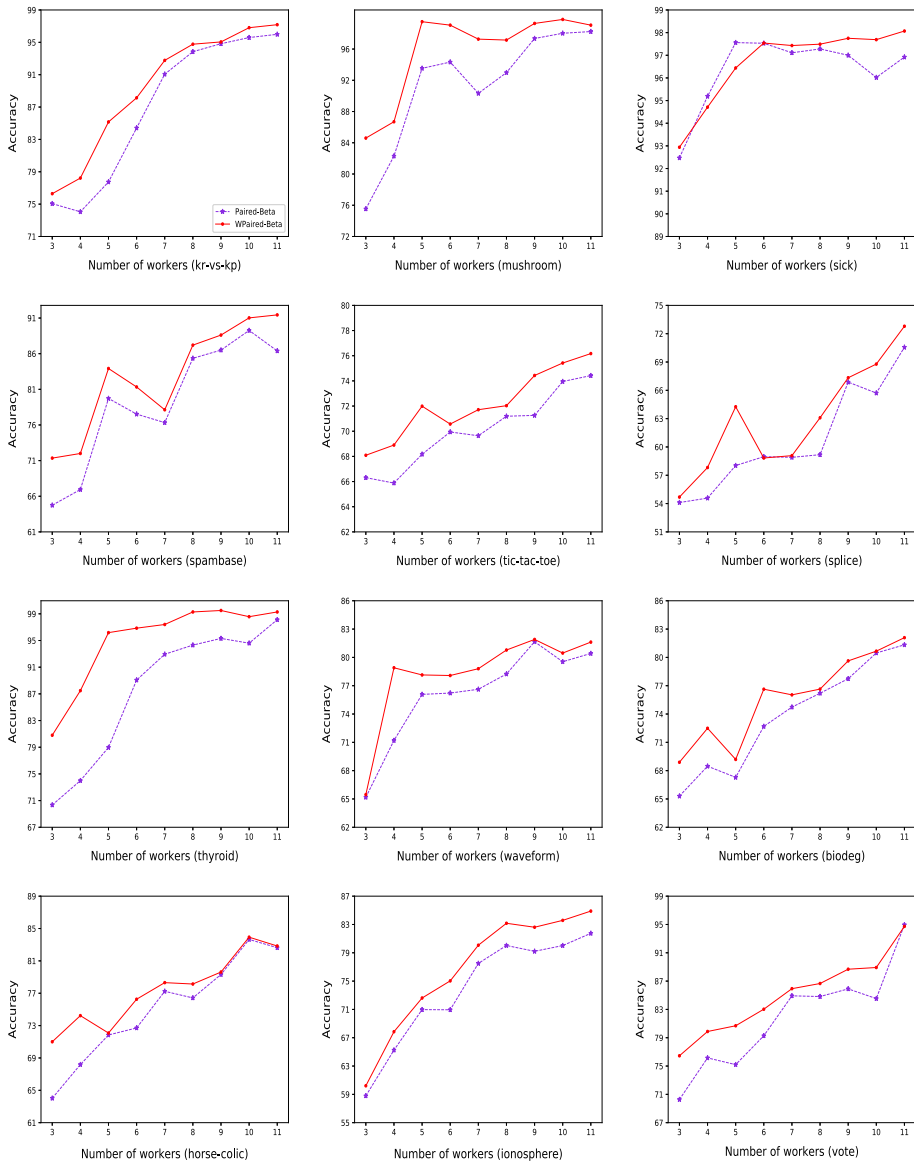 99 95 91 87 83 79 75 71
Accuracy
Paired-Beta
WPaired-Beta
3 4 5 6 7 8 9 10 11
Number of workers (kr-vs-kp)
96 92 88 84 80 76 72
Accuracy
3 4 5 6 7 8 9 10 11
Number of workers (mushroom)
99 98 97 96 95 94 93 92 91 90 89
Accuracy
3 4 5 6 7 8 9 10 11
Number of workers (sick)
91 86 81 76 71 66 61
Accuracy
3 4 5 6 7 8 9 10 11
Number of workers (spambase)
80 78 76 74 72 70 68 66 64 62
Accuracy
3 4 5 6 7 8 9 10 11
Number of workers (tic-tac-toe)
75 72 69 66 63 60 57 54 51
Accuracy
3 4 5 6 7 8 9 10 11
Number of workers (splice)
99 95 91 87 83 79 75 71 67
Accuracy
3 4 5 6 7 8 9 10 11
Number of workers (thyroid)
86 83 80 77 74 71 68 65 62
Accuracy
3 4 5 6 7 8 9 10 11
Number of workers (waveform)
86 83 80 77 74 71 68 65 62
Accuracy
3 4 5 6 7 8 9 10 11
Number of workers (biodeg)
89 85 81 77 73 69 65 61
Accuracy
3 4 5 6 7 8 9 10 11
Number of workers (horse-colic)
87 83 79 75 71 67 63 59 55
Accuracy
3 4 5 6 7 8 9 10 11
Number of workers (ionosphere)
99 95 91 87 83 79 75 71 67
Accuracy
3 4 5 6 7 8 9 10 11
Number of workers (vote)